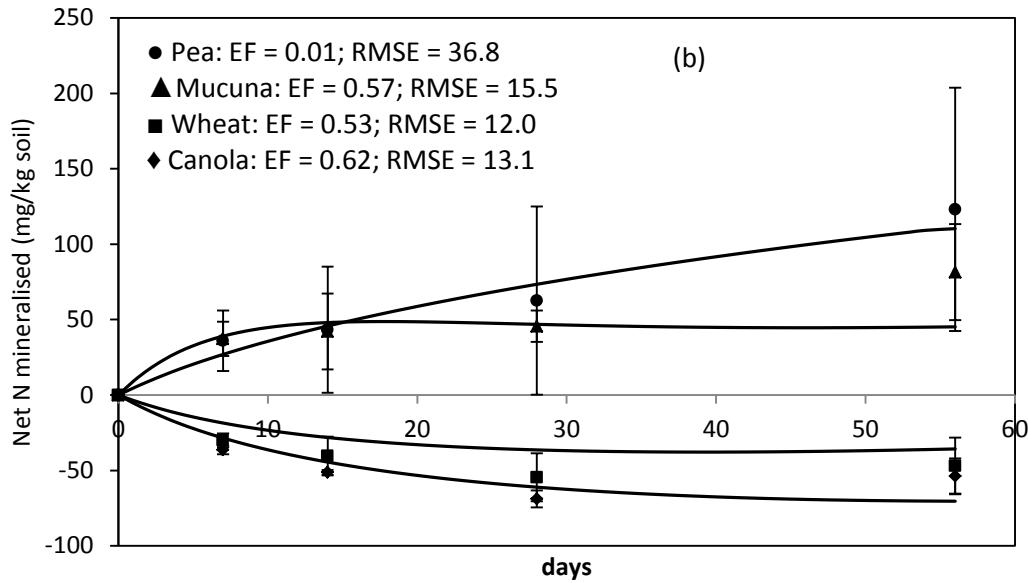 250
200
150
100
50
0
-50
-100
Net N mineralised (mg/kg soil)
Pea: EF = 0.01; RMSE = 36.8
Mucuna: EF = 0.57; RMSE = 15.5
Wheat: EF = 0.53; RMSE = 12.0
Canola: EF = 0.62; RMSE = 13.1
(b)
0 10 20 30 40 50 60
days